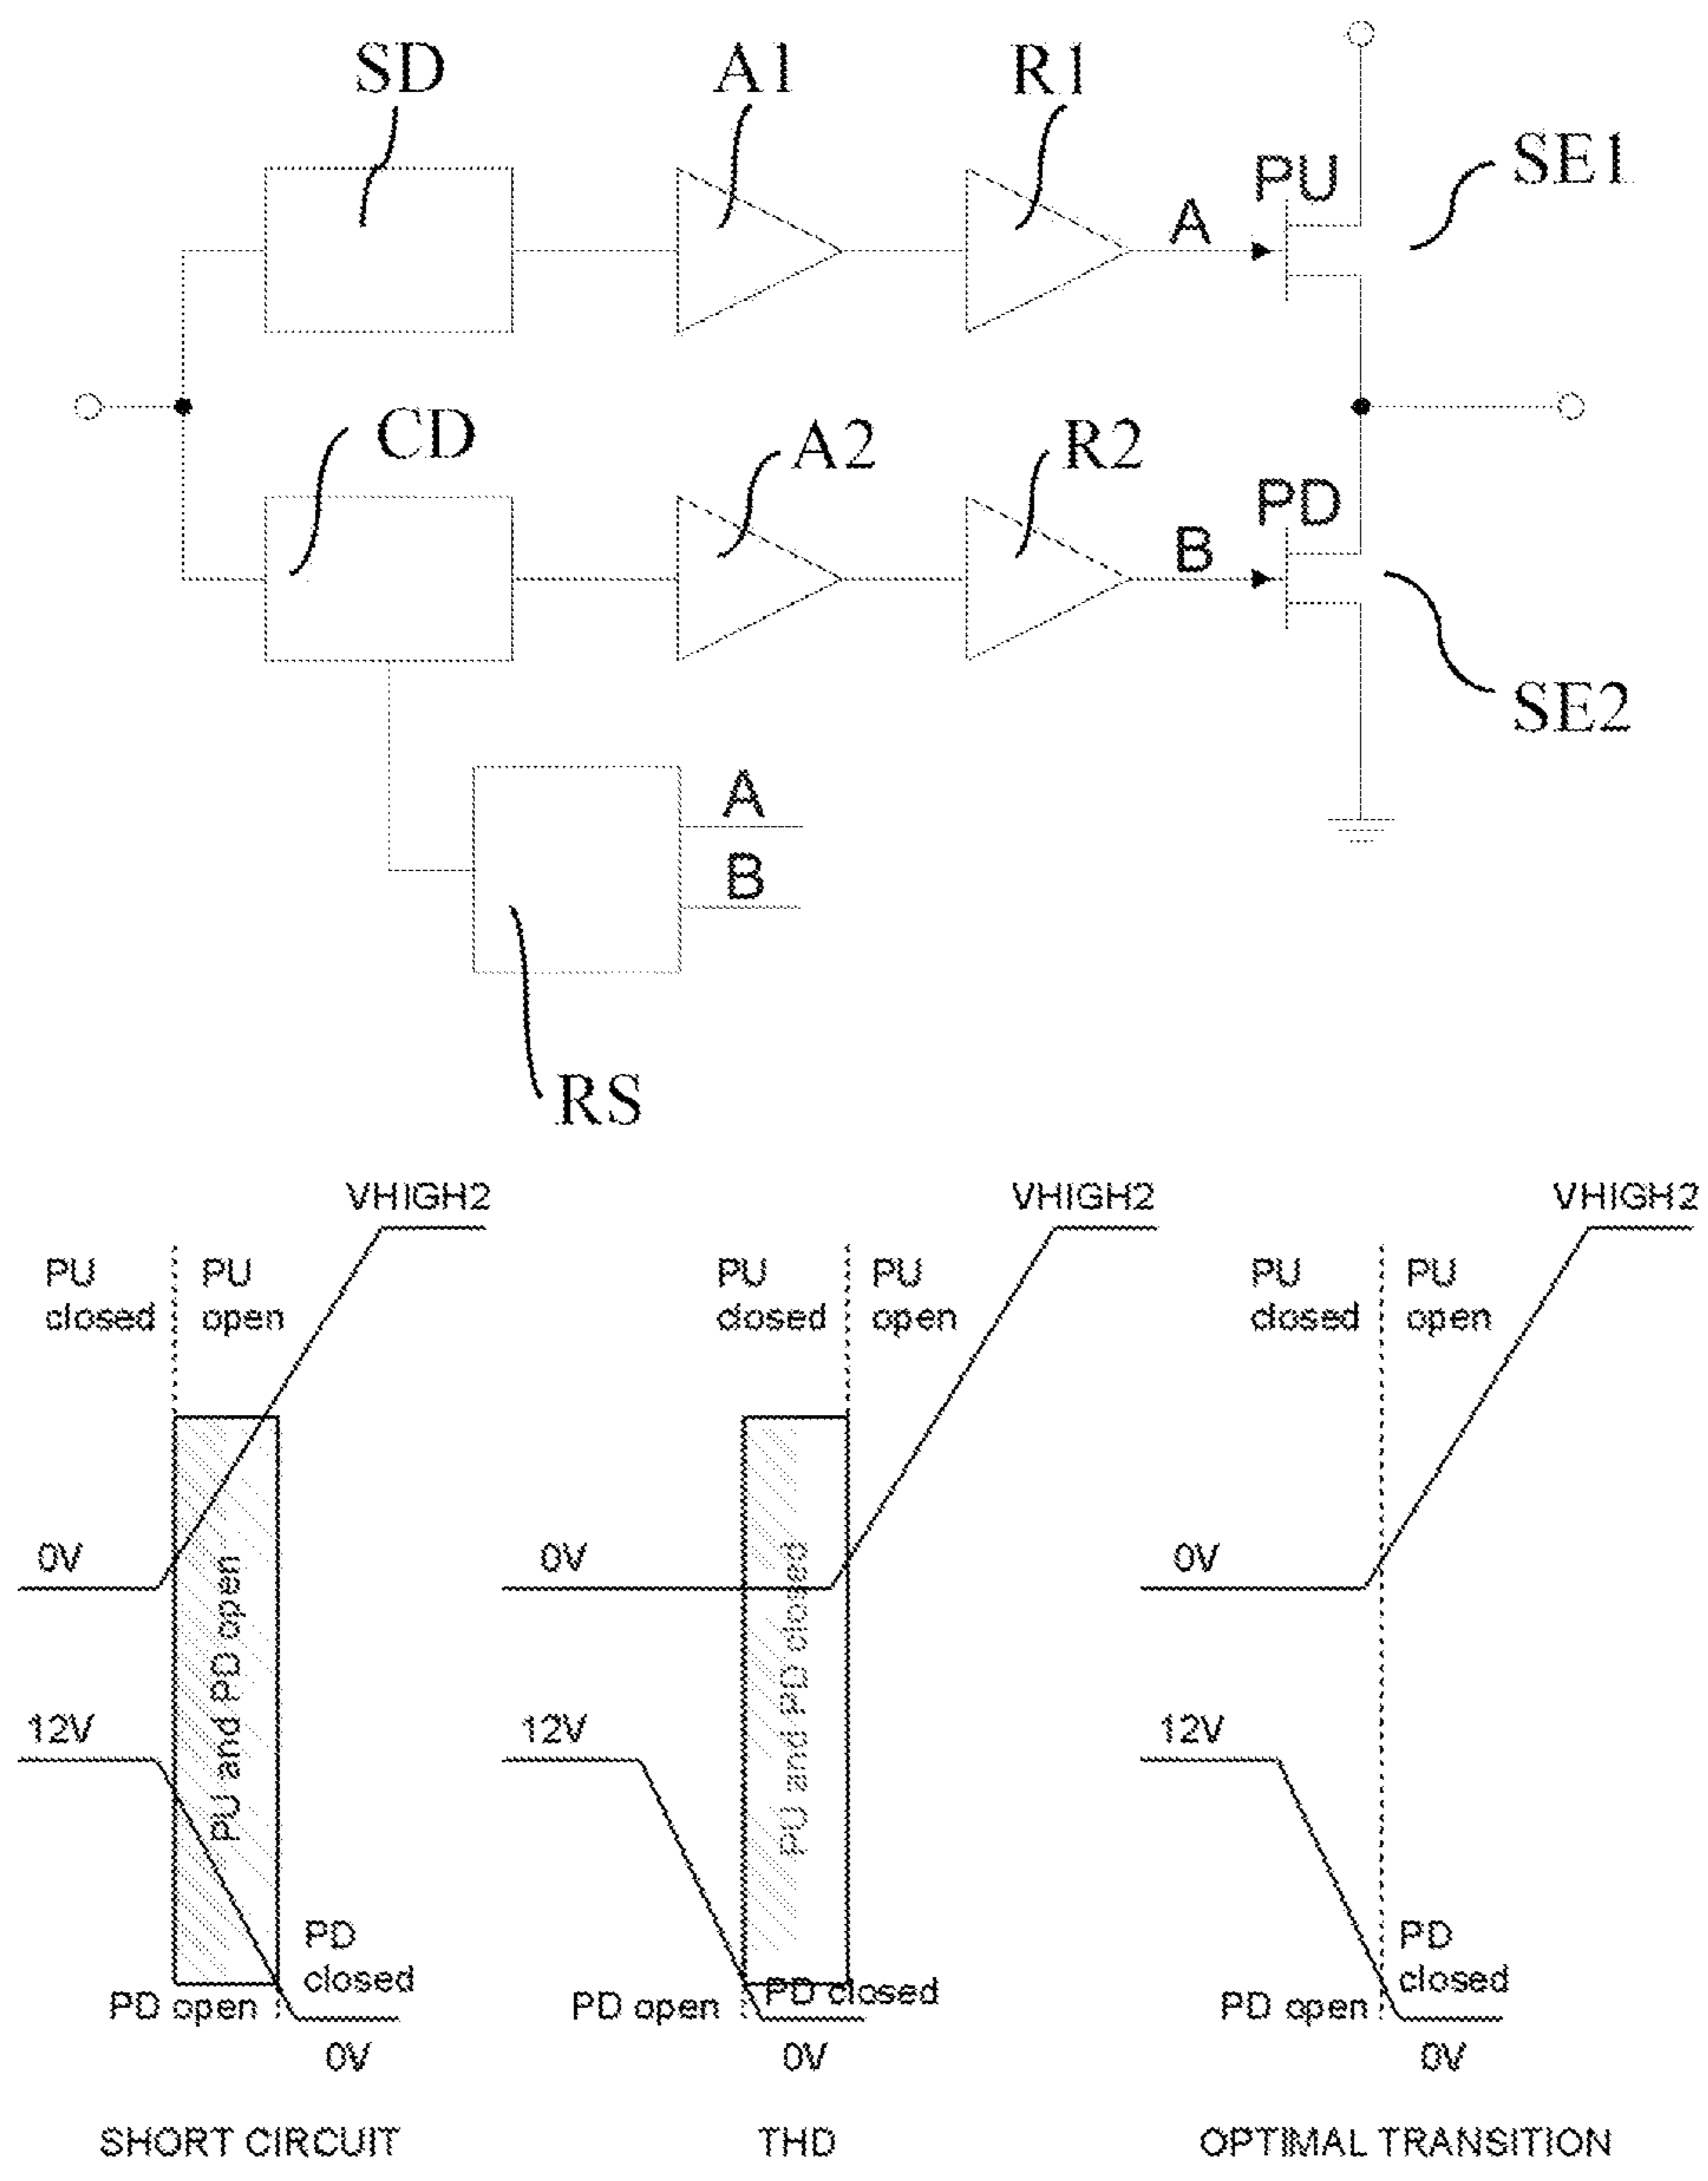 SD
A1
R1
PU
SE1
A
CD
A2
R2
PD
B
SE2
A
B
RS
VHIGH2
PU closed
PU open
0V
PU and PD open
12V
PD closed
PD open
0V
SHORT CIRCUIT
VHIGH2
PU closed
PU open
0V
PU and PD closed
12V
PD open
PD closed
0V
THD
VHIGH2
PU closed
PU open
0V
12V
PD closed
PD open
0V
OPTIMAL TRANSITION